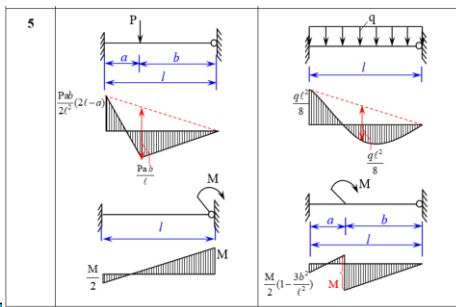 5
P
a
b
l
Pab/2ℓ²(2ℓ-a)
Pab/ℓ
M
l
M/2
M
q
l
qℓ²/8
qℓ²/8
M
a
b
l
M/2(1-3b²/ℓ²)
M